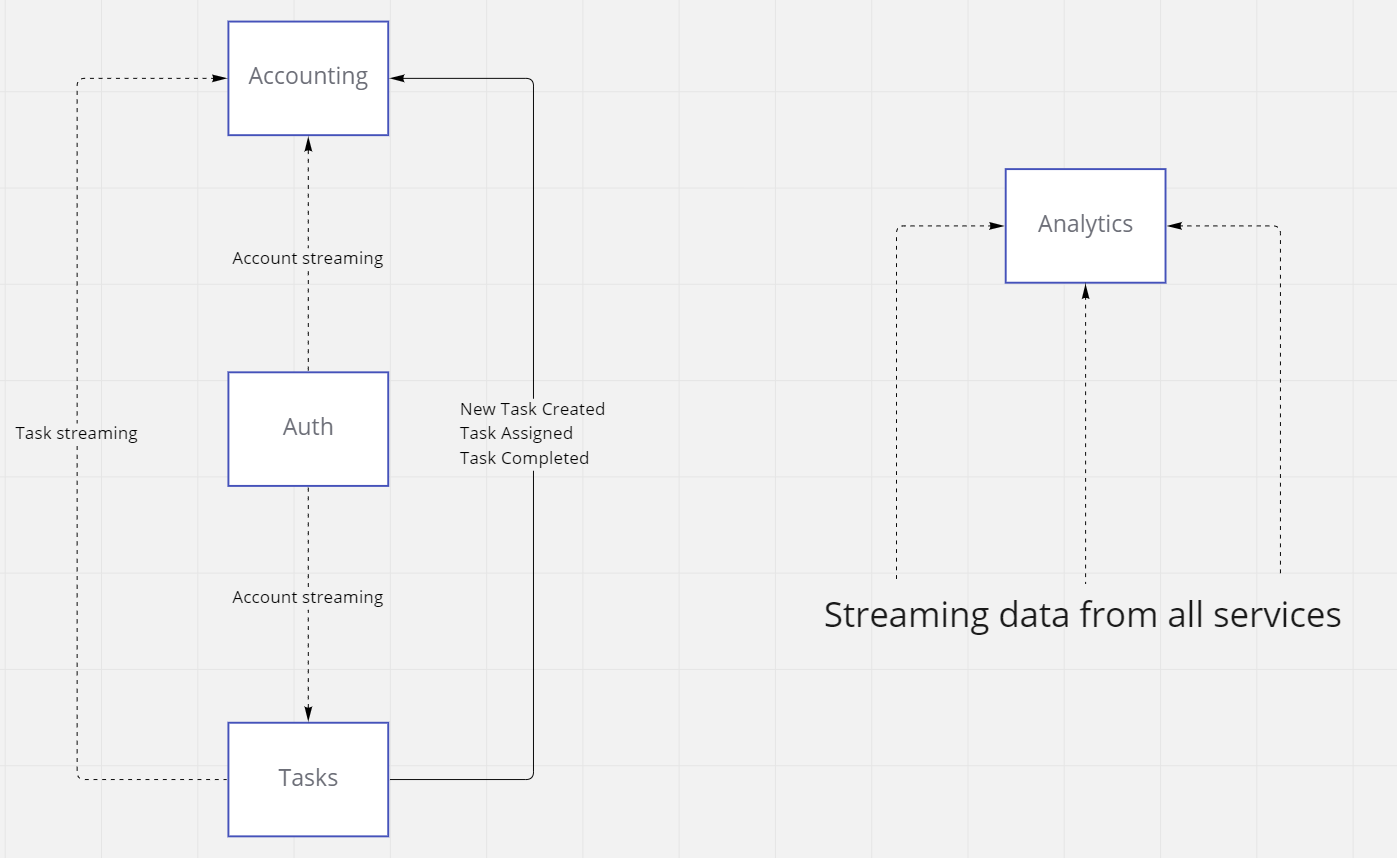 Accounting
Analytics
Account streaming
New Task Created
Task Assigned
Task Completed
Auth
Task streaming
Account streaming
Streaming data from all services
Tasks